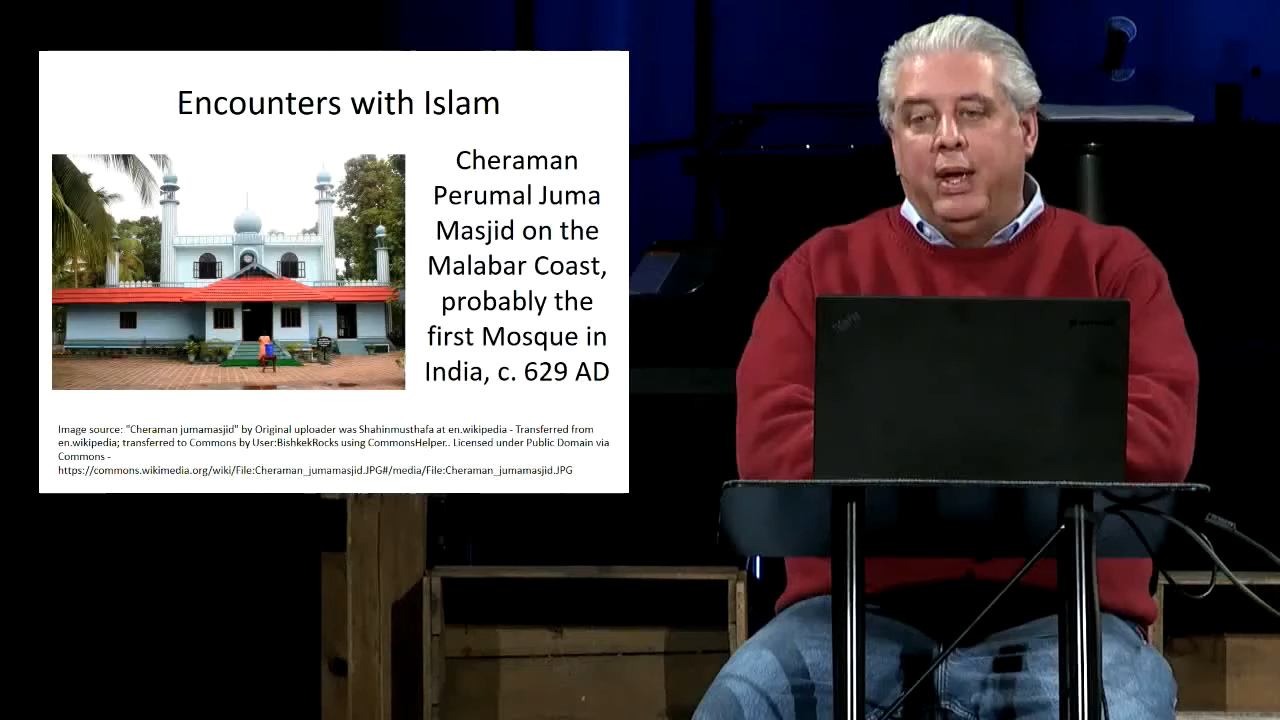 Encounters with Islam
Cheraman
Perumal Juma
Masjid on the
Malabar Coast,
probably the
first Mosque in
India, c. 629 AD
Image source: "Cheraman jumamasjid" by Original uploader was Shahinmusthafa at en.wikipedia - Transferred from
en.wikipedia; transferred to Commons by User:BishkekRocks using CommonsHelper.. Licensed under Public Domain via
Commons -
https://commons.wikimedia.org/wiki/File:Cheraman_jumamasjid.JPG#/media/File:Cheraman_jumamasjid.JPG